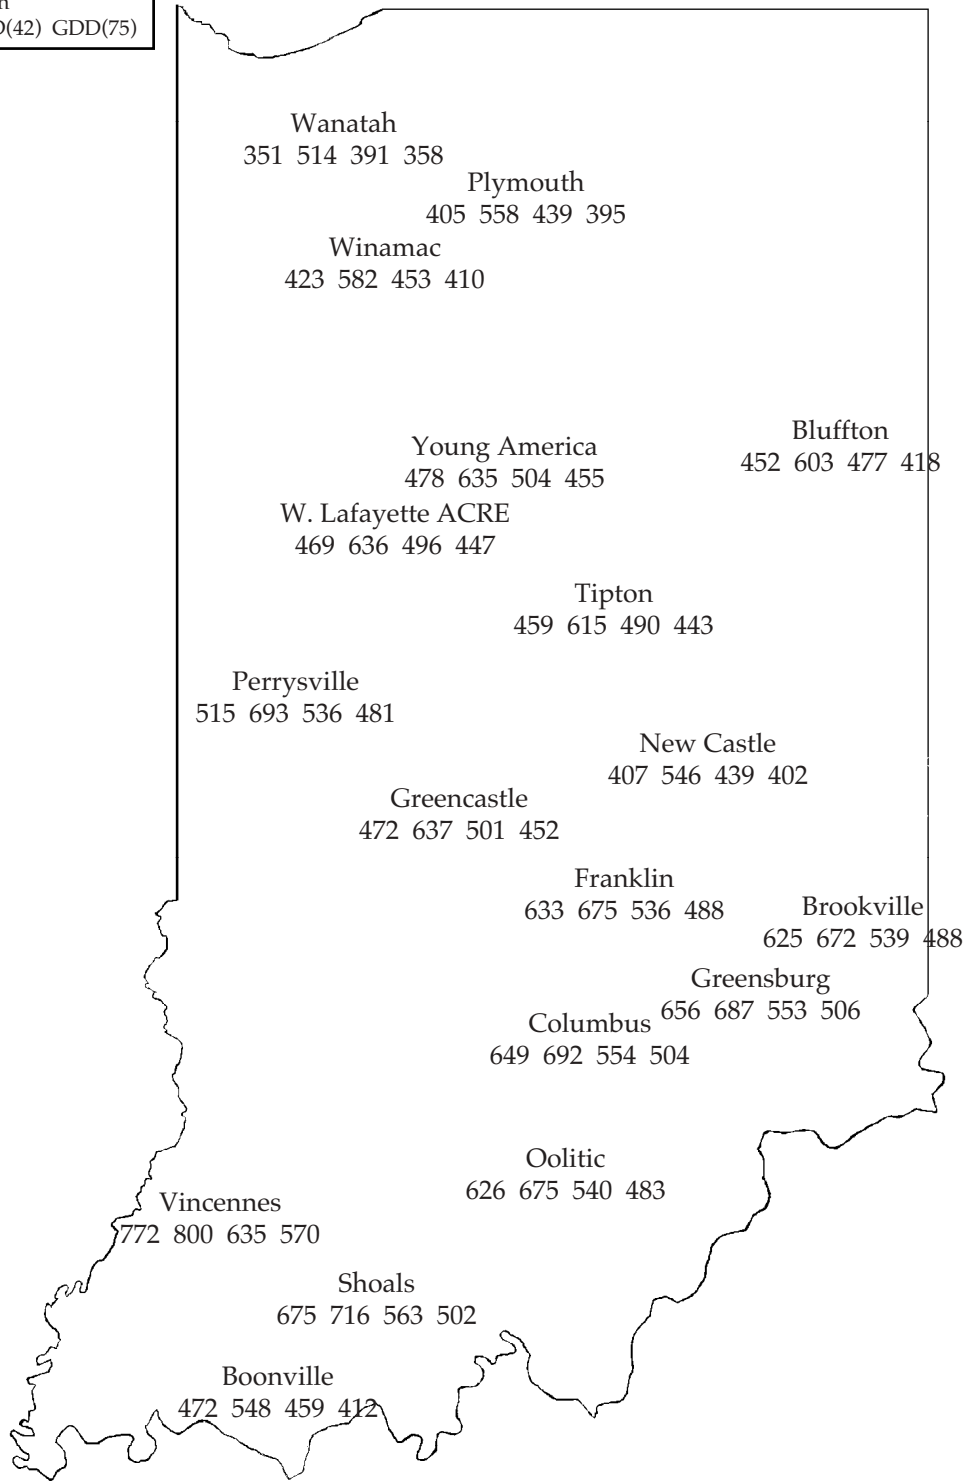 GDD(75)
Wanatah
351 514 391 358
Plymouth
405 558 439 395
Winamac
423 582 453 410
Bluffton
452 603 477 418
Young America
478 635 504 455
W. Lafayette ACRE
469 636 496 447
Tipton
459 615 490 443
Perrysville
515 693 536 481
New Castle
407 546 439 402
Greencastle
472 637 501 452
Franklin
633 675 536 488
Brookville
625 672 539 488
Greensburg
656 687 553 506
Columbus
649 692 554 504
Oolitic
626 675 540 483
Vincennes
772 800 635 570
Shoals
675 716 563 502
Boonville
472 548 459 412